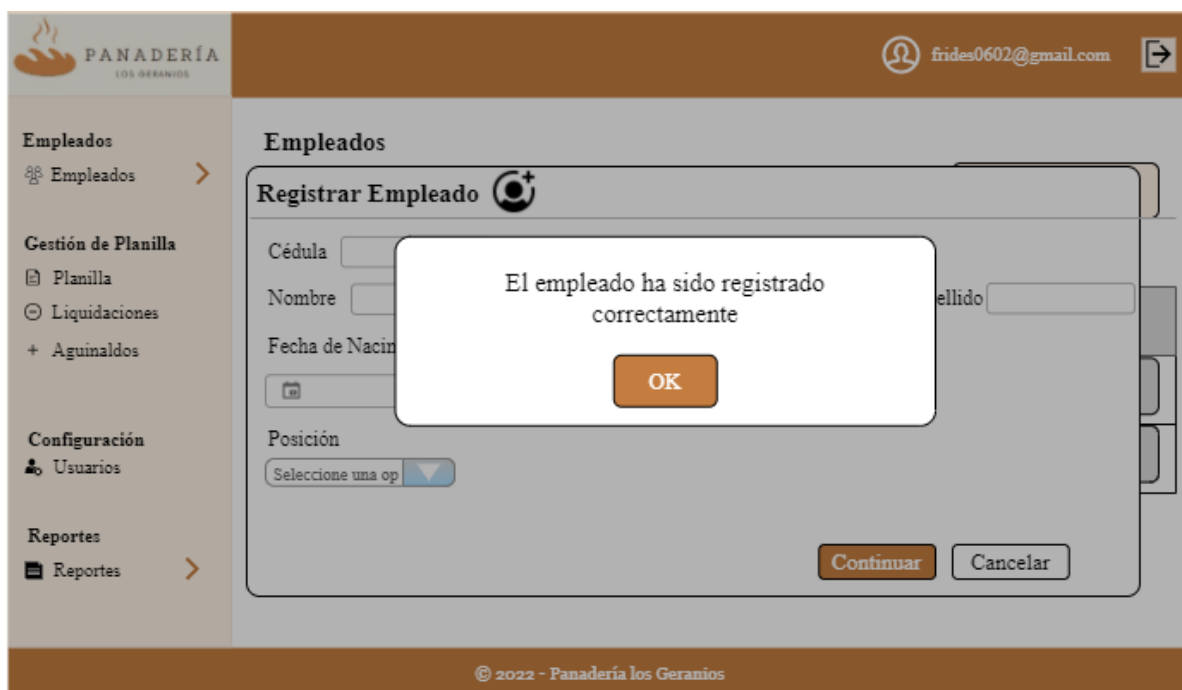 PANADERÍA
LOS GERANIOS
frides0602@gmail.com
Empleados
Empleados
Gestión de Planilla
Planilla
Liquidaciones
+ Aguinaldos
Configuración
Usuarios
Reportes
Reportes
Empleados
Registrar Empleado
Cédula
Nombre
ellido
Fecha de Nacin
Posición
Seleccione una op
El empleado ha sido registrado
correctamente
OK
Continuar
Cancelar
© 2022 - Panadería los Geranios